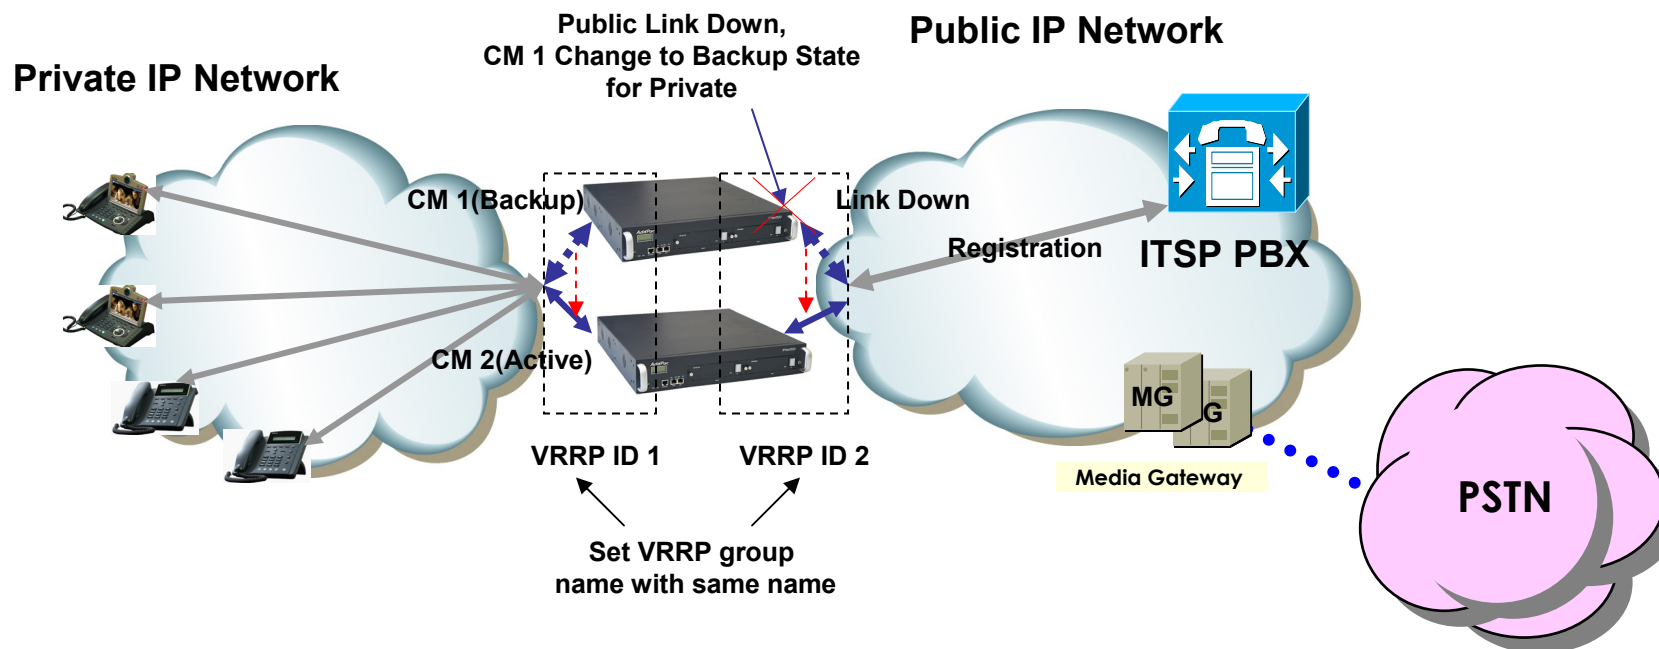 Public Link Down,
CM 1 Change to Backup State
for Private
Public IP Network
Private IP Network
CM 1(Backup)
Link Down
Registration
ITSP PBX
CM 2(Active)
MG
G
Media Gateway
VRRP ID 1
VRRP ID 2
PSTN
Set VRRP group
name with same name